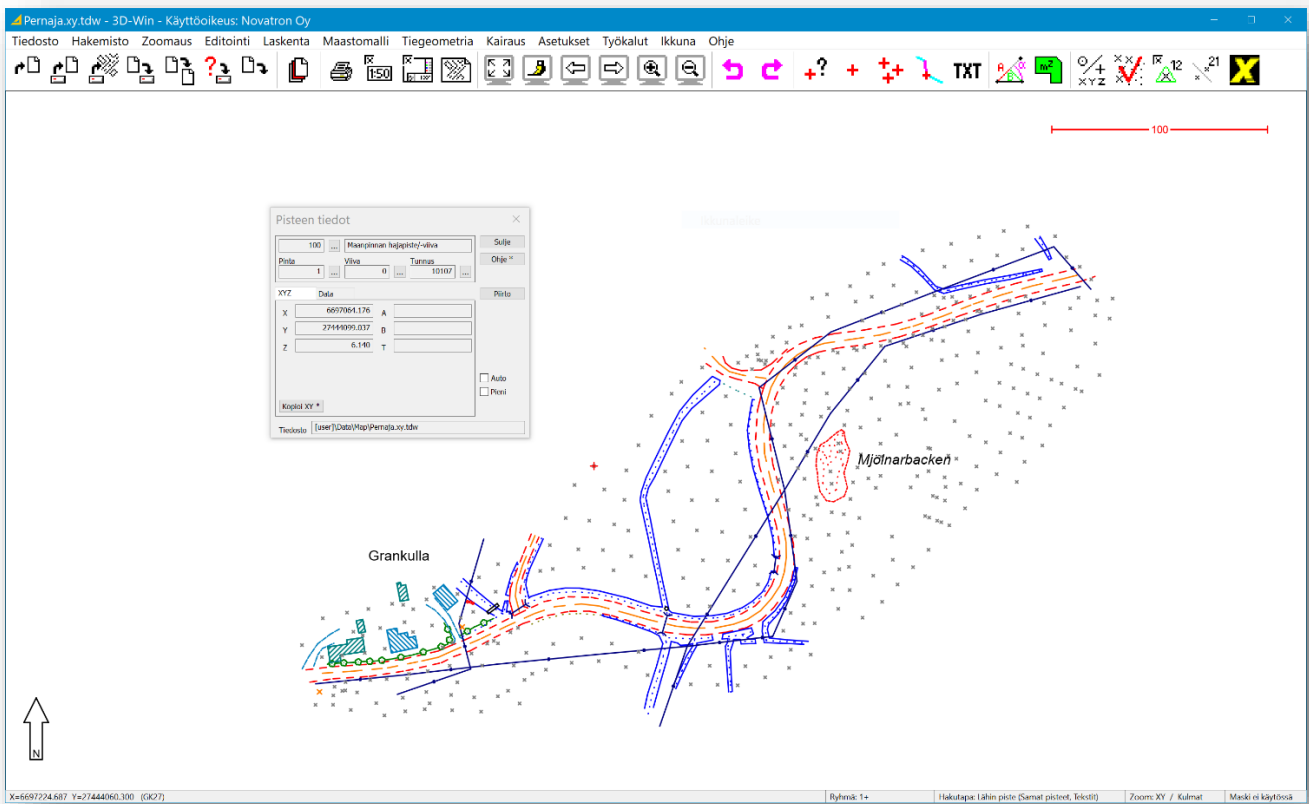 Pernaja.xy.tdw - 3D-Win - Käyttöoikeus: Novatron Oy
Tiedosto Hakemisto Zoomaus Editointi Laskenta Maastomalli Tiegeometria Kairaus Asetukset Työkalut Ikkuna Ohje
1:50 TXT m² XYZ 12 21
100
Pisteen tiedot
100 ... Maanpinnan hajapiste/-viiva Sulje
Pinta Viiva Tunnus Ohje
1 ... 0 ... 10107 ...
XYZ Data Piirto
X 6697064.176 A
Y 27444099.037 B
Z 6.140 T
Auto
Pieni
Kopioi XY *
Tiedosto [user]\Data\Map\Pernaja.xy.tdw
Mjölnarbacken
Grankulla
N
X=6697224.687 Y=27444060.300 (GK27) Ryhmä: 1+ Hakutapa: Lähin piste (Samat pisteet, Tekstit) Zoom: XY / Kulmat Maski ei käytössä